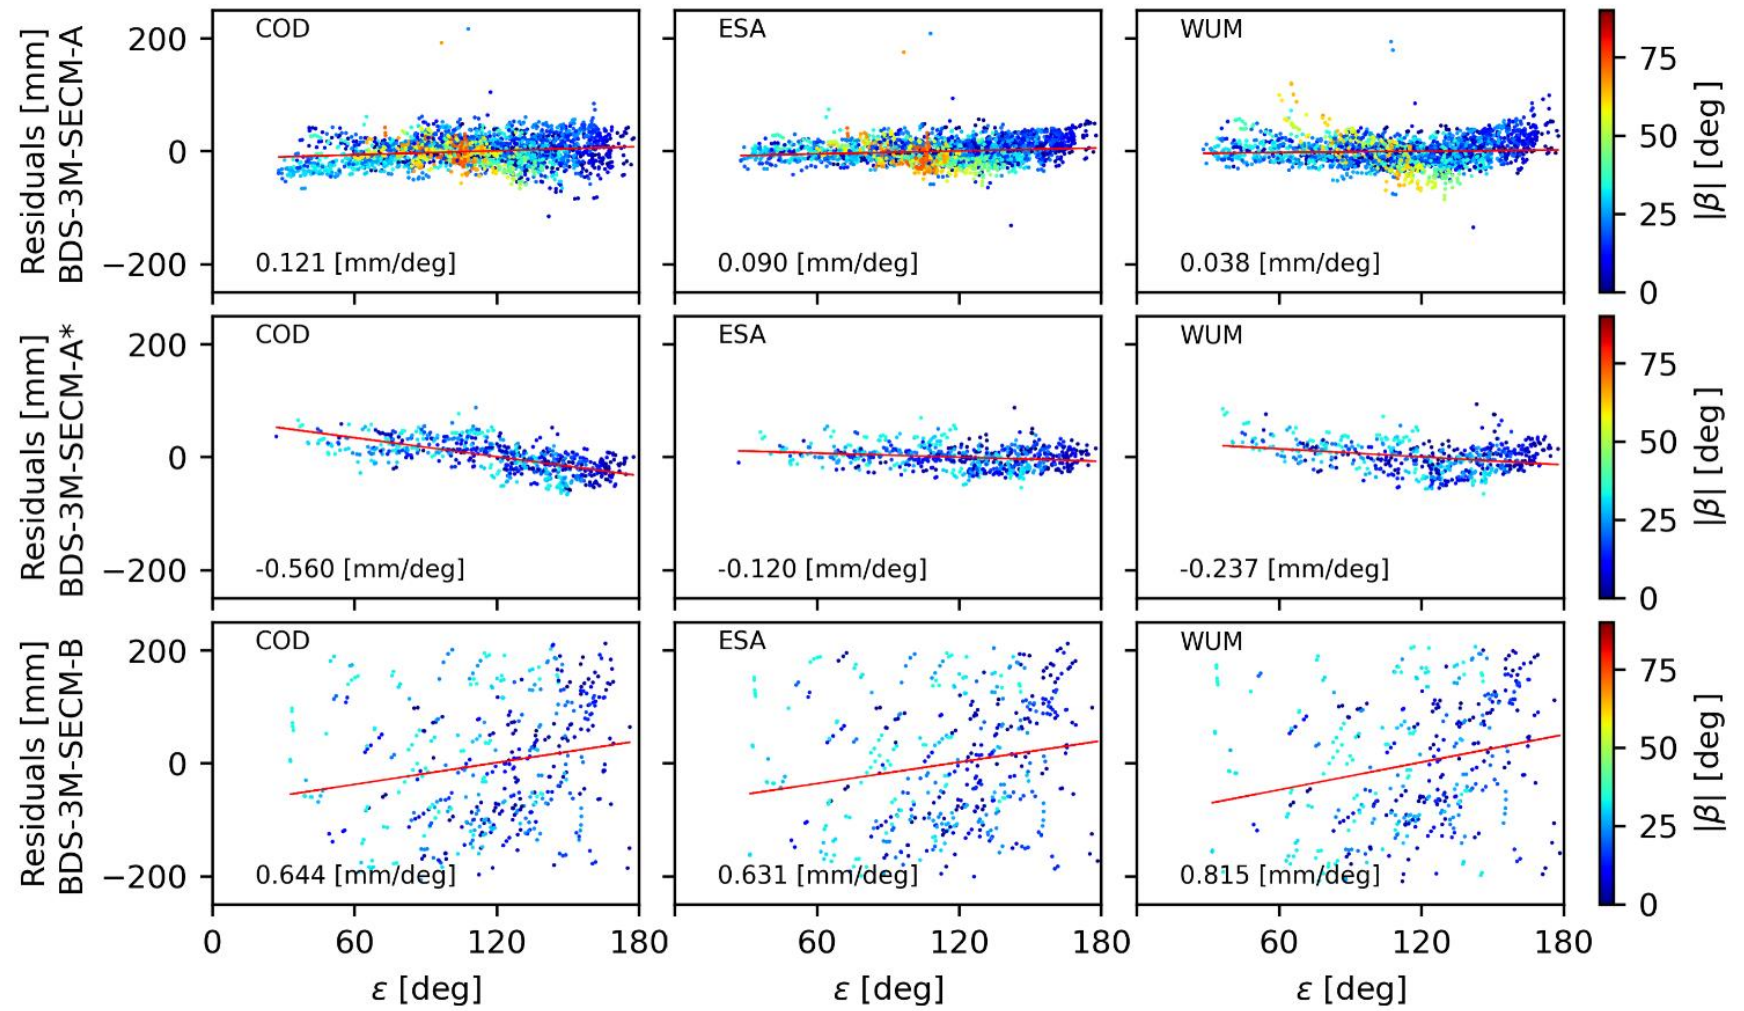 Residuals [mm]
BDS-3M-SECM-A
200
0
−200
COD
0.121 [mm/deg]
ESA
0.090 [mm/deg]
WUM
0.038 [mm/deg]
75
50
25
0
|β| [deg]
Residuals [mm]
BDS-3M-SECM-A*
200
0
−200
COD
-0.560 [mm/deg]
ESA
-0.120 [mm/deg]
WUM
-0.237 [mm/deg]
75
50
25
0
|β| [deg]
Residuals [mm]
BDS-3M-SECM-B
200
0
−200
COD
0.644 [mm/deg]
ESA
0.631 [mm/deg]
WUM
0.815 [mm/deg]
75
50
25
0
|β| [deg]
0 60 120 180 60 120 180 60 120 180
ε [deg] ε [deg] ε [deg]